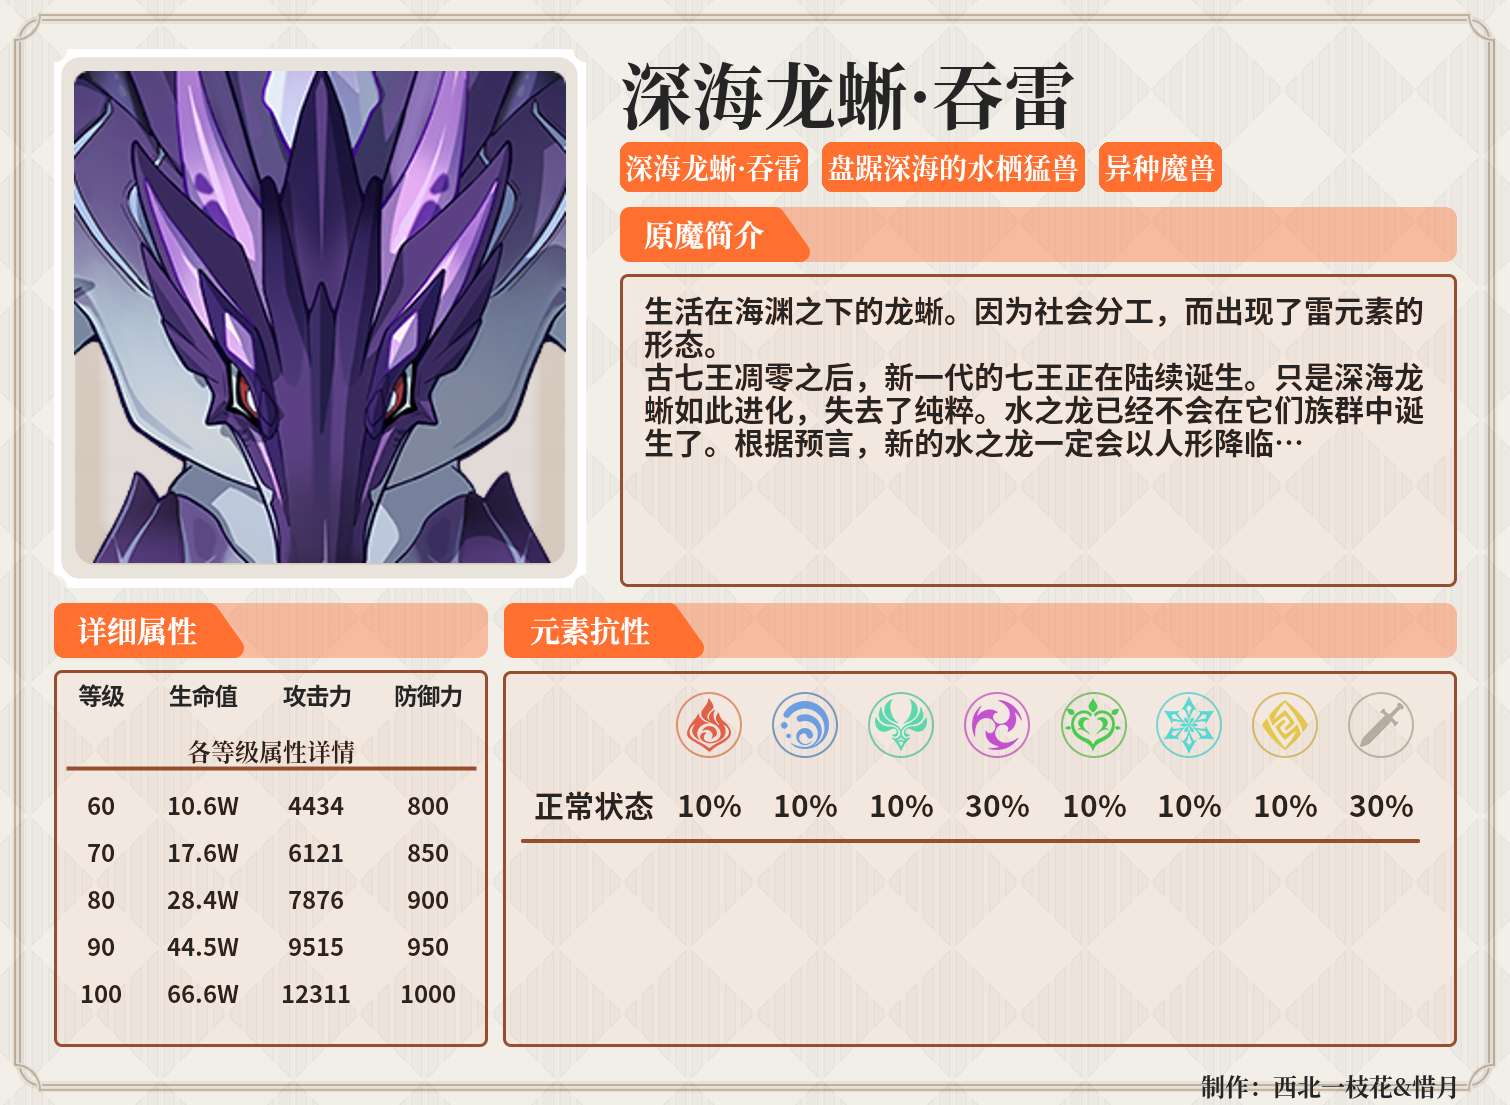 深海龙蜥·吞雷
深海龙蜥·吞雷 盘踞深海的水栖猛兽 异种魔兽
原魔简介
生活在海渊之下的龙蜥。因为社会分工，而出现了雷元素的
形态。
古七王凋零之后，新一代的七王正在陆续诞生。只是深海龙
蜥如此进化，失去了纯粹。水之龙已经不会在它们族群中诞
生了。根据预言，新的水之龙一定会以人形降临…
详细属性
等级 生命值 攻击力 防御力
各等级属性详情
60 10.6W 4434 800
70 17.6W 6121 850
80 28.4W 7876 900
90 44.5W 9515 950
100 66.6W 12311 1000
元素抗性
正常状态 10% 10% 10% 30% 10% 10% 10% 30%
制作：西北一枝花&惜月